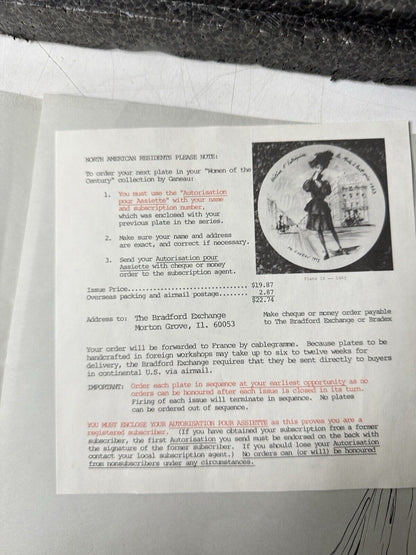 NORTH AMERICAN RESIDENTS PLEASE NOTE:
To order your next plate in your "Women of the
Century" collection by Ganeau:
1. You must use the "Autorisation
pour Assiette" with your name
and subscription number,
which was enclosed with your
previous plate in the series.
2. Make sure your name and address
are exact, and correct if necessary.
3. Send your Autorisation pour
Assiette with cheque or money
order to the subscription agent.
Issue Price.................................$19.87
Overseas packing and airmail postage....... 2.87
$22.74
Address to: The Bradford Exchange
Morton Grove, Il. 60053
Make cheque or money order payable
to The Bradford Exchange or Bradex
Your order will be forwarded to France by cablegramme. Because plates to be
handcrafted in foreign workshops may take up to six to twelve weeks for
delivery, the Bradford Exchange requires that they be sent directly to buyers
in continental U.S. via airmail.
IMPORTANT: Order each plate in sequence at your earliest opportunity as no
orders can be honoured after each issue is closed in its turn.
Firing of each issue will terminate in sequence. No plates
can be ordered out of sequence.
YOU MUST ENCLOSE YOUR AUTORISATION POUR ASSIETTE as this proves you are a
registered subscriber. (If you have obtained your subscription from a former
subscriber, the first Autorisation you send must be endorsed on the back with
the signature of the former subscriber. If you should lose your Autorisation
contact your local subscription agent.) No orders can (or will) be honoured
from nonsubscribers under any circumstances.